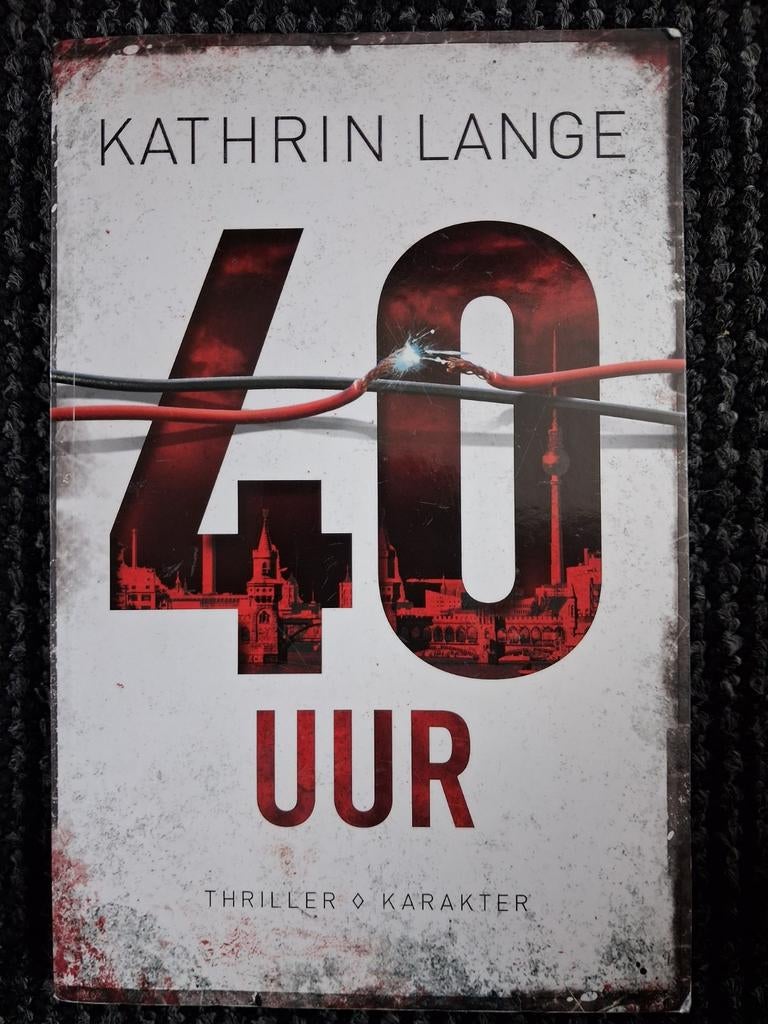 KATHRIN LANGE
40
UUR
THRILLER ◊ KARAKTER